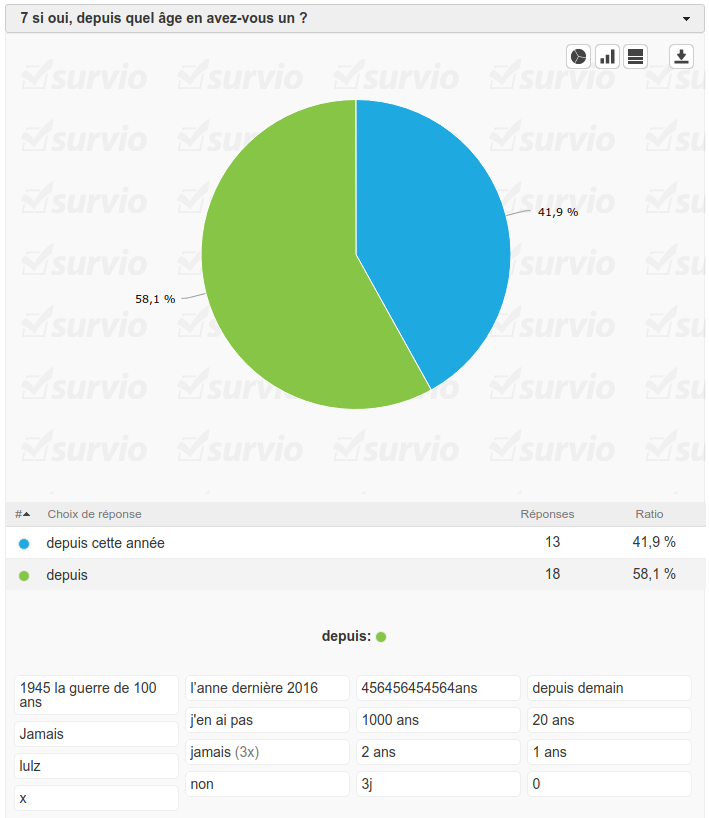 7 si oui, depuis quel âge en avez-vous un ?
survio
41,9 %
58,1 %
# Choix de réponse Réponses Ratio
depuis cette année 13 41,9 %
depuis 18 58,1 %
depuis:
1945 la guerre de 100
ans
Jamais
lulz
x
l'anne dernière 2016
j'en ai pas
jamais (3x)
non
456456454564ans
1000 ans
2 ans
3j
depuis demain
20 ans
1 ans
0